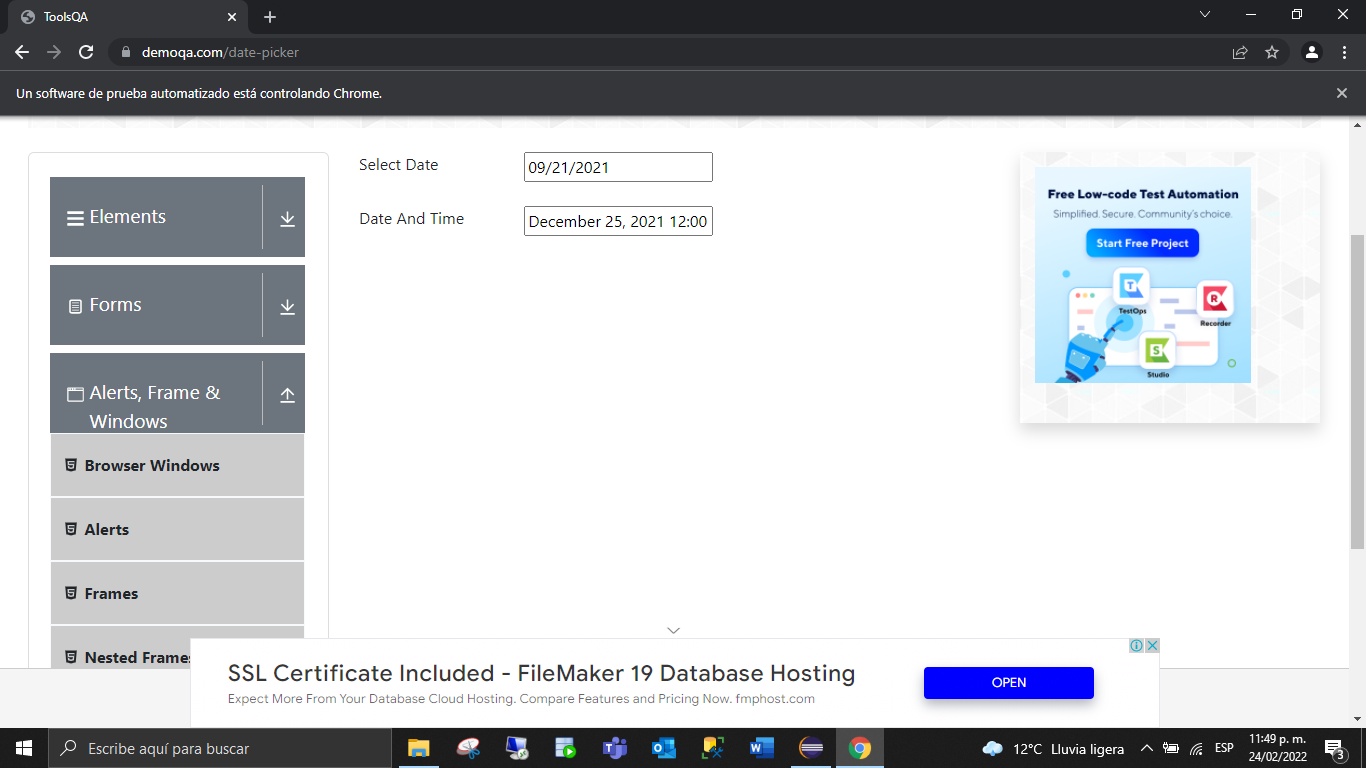 ToolsQA
demoqa.com/date-picker
Un software de prueba automatizado está controlando Chrome.
Elements
Forms
Alerts, Frame &
Windows
Browser Windows
Alerts
Frames
Nested Frames
Select Date
09/21/2021
Date And Time
December 25, 2021 12:00
Free Low-code Test Automation
Simplified. Secure. Community's choice.
Start Free Project
TestOps
Recorder
Studio
SSL Certificate Included - FileMaker 19 Database Hosting
Expect More From Your Database Cloud Hosting. Compare Features and Pricing Now. fmphost.com
OPEN
Escribe aquí para buscar
12°C Lluvia ligera
ESP
11:49 p. m.
24/02/2022
3